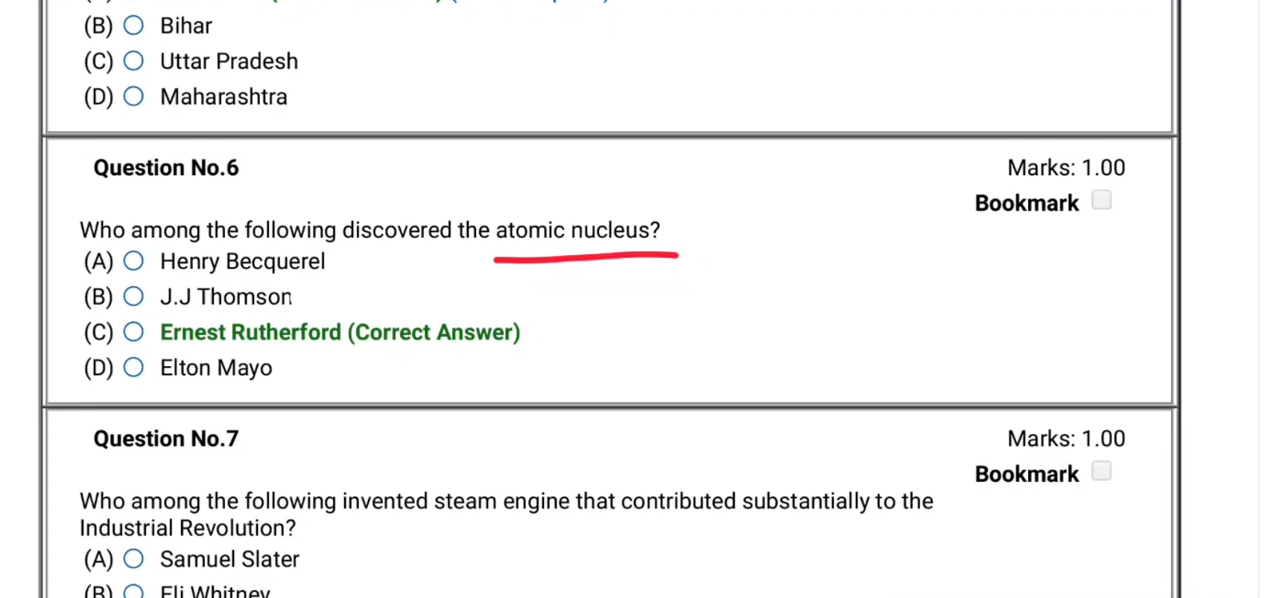 (B) Bihar
(C) Uttar Pradesh
(D) Maharashtra
Question No.6 Marks: 1.00
Bookmark
Who among the following discovered the atomic nucleus?
(A) Henry Becquerel
(B) J.J Thomson
(C) Ernest Rutherford (Correct Answer)
(D) Elton Mayo
Question No.7 Marks: 1.00
Bookmark
Who among the following invented steam engine that contributed substantially to the
Industrial Revolution?
(A) Samuel Slater
(B) Eli Whitney